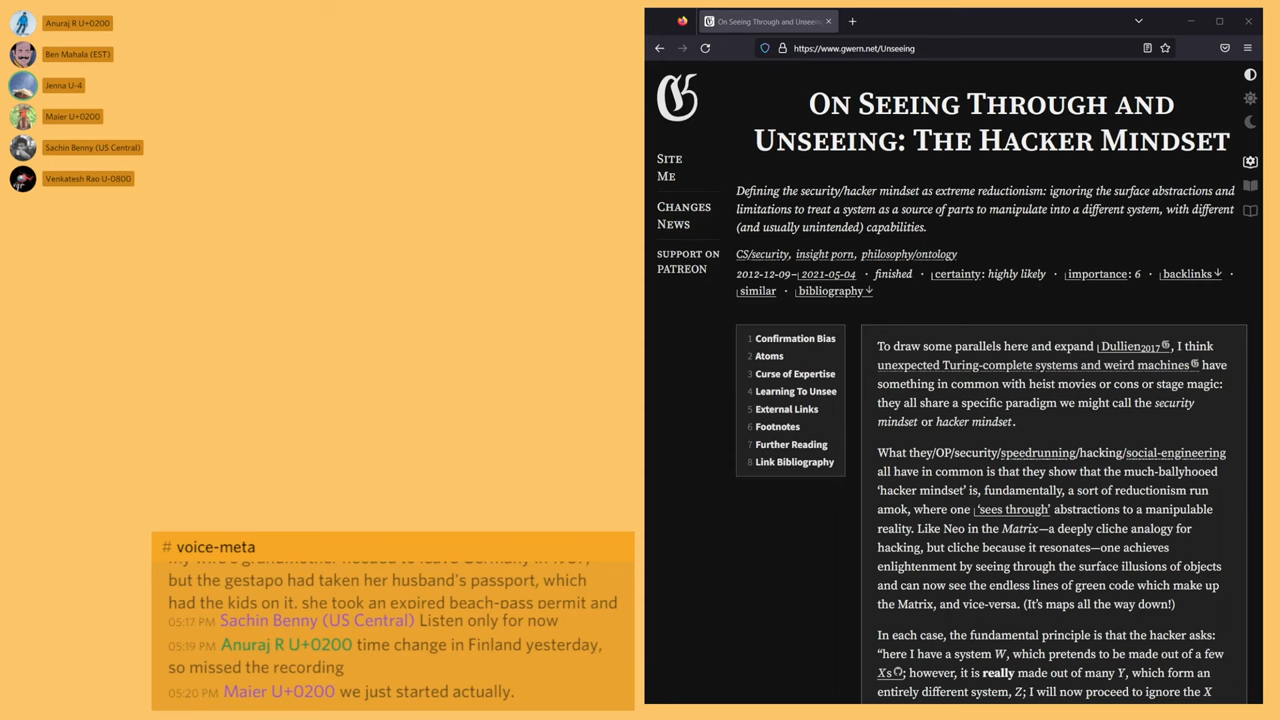 Anuraj R U+0200
Ben Mahala (EST)
Jenna U-4
Maier U+0200
Sachin Benny (US Central)
Venkatesh Rao U-0800
# voice-meta
but the gestapo had taken her husband's passport, which
had the kids on it. she took an expired beach-pass permit and
05:17 PM Sachin Benny (US Central) Listen only for now
05:19 PM Anuraj R U+0200 time change in Finland yesterday,
so missed the recording
05:20 PM Maier U+0200 we just started actually.
On Seeing Through and Unseein
https://www.gwern.net/Unseeing
On Seeing Through and
Unseeing: The Hacker Mindset
Site
Me
Changes
News
support on
Patreon
Defining the security/hacker mindset as extreme reductionism: ignoring the surface abstractions and
limitations to treat a system as a source of parts to manipulate into a different system, with different
(and usually unintended) capabilities.
CS/security, insight porn, philosophy/ontology
2012-12-09–2021-05-04 · finished · certainty: highly likely · importance: 6 · backlinks↓ ·
similar · bibliography↓
1 Confirmation Bias
2 Atoms
3 Curse of Expertise
4 Learning To Unsee
5 External Links
6 Footnotes
7 Further Reading
8 Link Bibliography
To draw some parallels here and expand Dullien2017, I think
unexpected Turing-complete systems and weird machines have
something in common with heist movies or cons or stage magic:
they all share a specific paradigm we might call the security
mindset or hacker mindset.
What they/OP/security/speedrunning/hacking/social-engineering
all have in common is that they show that the much-ballyhooed
‘hacker mindset’ is, fundamentally, a sort of reductionism run
amok, where one ‘sees through’ abstractions to a manipulable
reality. Like Neo in the Matrix—a deeply cliche analogy for
hacking, but cliche because it resonates—one achieves
enlightenment by seeing through the surface illusions of objects
and can now see the endless lines of green code which make up
the Matrix, and vice-versa. (It’s maps all the way down!)
In each case, the fundamental principle is that the hacker asks:
“here I have a system W, which pretends to be made out of a few
Xs; however, it is really made out of many Y, which form an
entirely different system, Z; I will now proceed to ignore the X